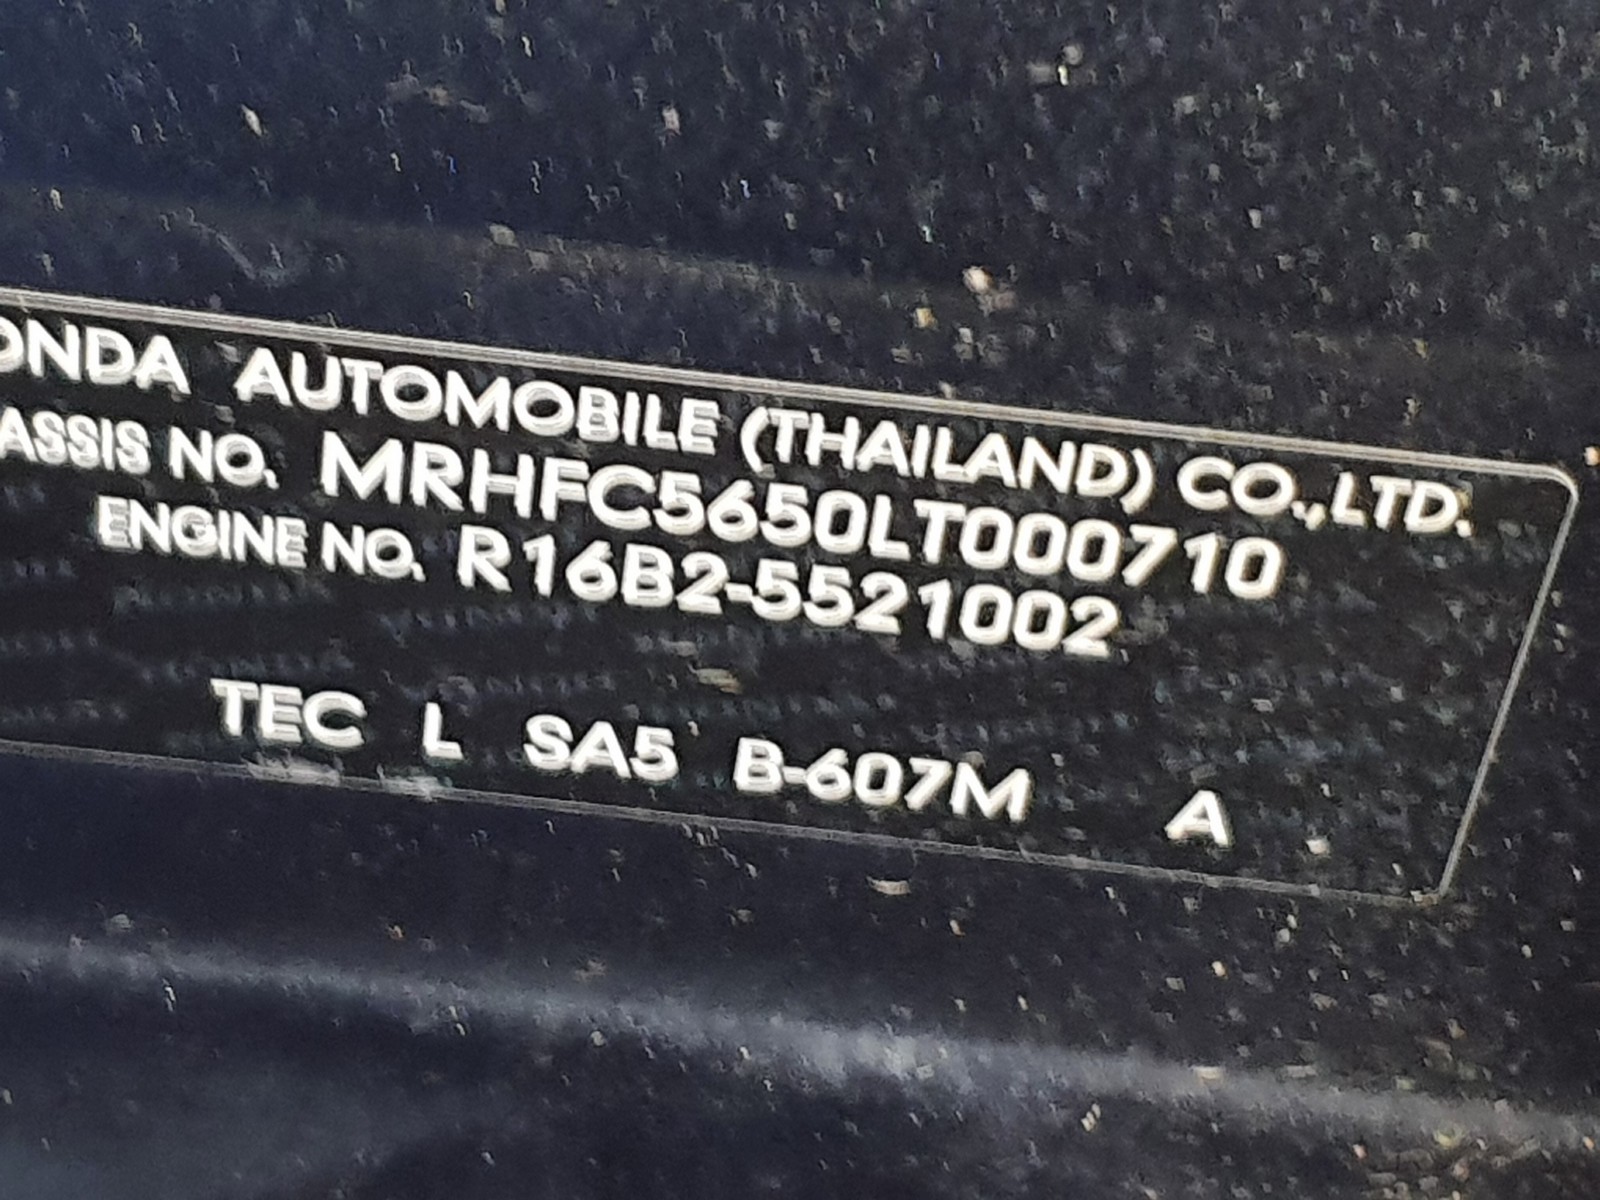 ONDA AUTOMOBILE (THAILAND) CO.,LTD.
ASSIS NO. MRHFC5650LT000710
ENGINE NO. R16B2-5521002
TEC L SA5 B-607M A